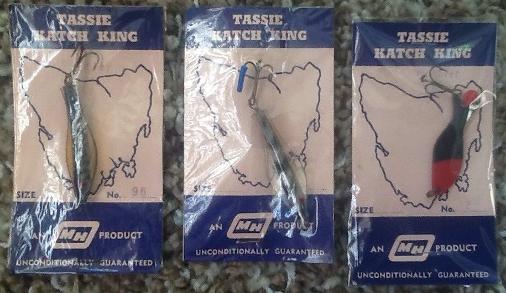 TASSIE
KATCH KING
SIZE No. 96
AN MH PRODUCT
UNCONDITIONALLY GUARANTEED
TASSIE
KATCH KING
SIZE
AN MH PRODUCT
UNCONDITIONALLY GUARANTEED
TASSIE
KATCH KING
SIZE No.
AN MH PRODUCT
UNCONDITIONALLY GUARANTEED